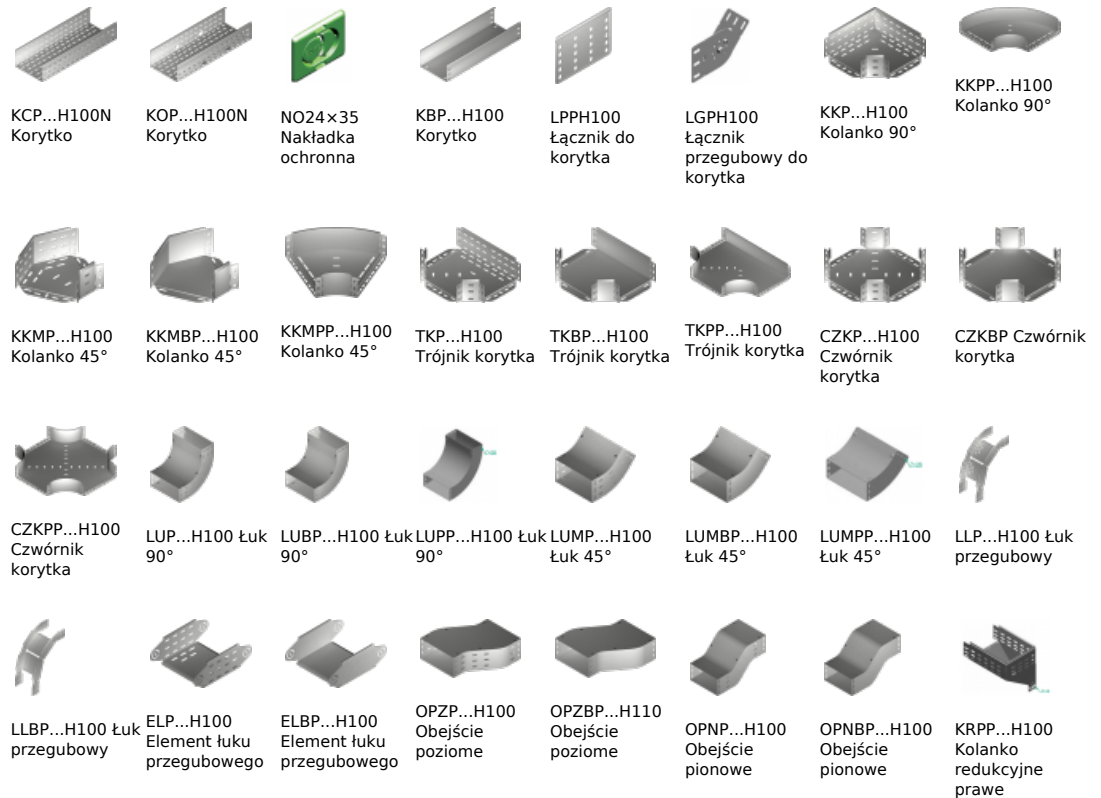 KCP...H100N
Korytko
KOP...H100N
Korytko
NO24×35
Nakładka
ochronna
KBP...H100
Korytko
LPPH100
Łącznik do
korytka
LGPH100
Łącznik
przegubowy do
korytka
KKP...H100
Kolanko 90°
KKPP...H100
Kolanko 90°
KKMP...H100
Kolanko 45°
KKMBP...H100
Kolanko 45°
KKMPP...H100
Kolanko 45°
TKP...H100
Trójnik korytka
TKBP...H100
Trójnik korytka
TKPP...H100
Trójnik korytka
CZKP...H100
Czwórnik
korytka
CZKBP Czwórnik
korytka
CZKPP...H100
Czwórnik
korytka
LUP...H100 Łuk
90°
LUBP...H100 Łuk
90°
LUPP...H100 Łuk
90°
LUMP...H100
Łuk 45°
LUMBP...H100
Łuk 45°
LUMPP...H100
Łuk 45°
LLP...H100 Łuk
przegubowy
LLBP...H100 Łuk
przegubowy
ELP...H100
Element łuku
przegubowego
ELBP...H100
Element łuku
przegubowego
OPZP...H100
Obejście
poziome
OPZBP...H110
Obejście
poziome
OPNP...H100
Obejście
pionowe
OPNBP...H100
Obejście
pionowe
KRPP...H100
Kolanko
redukcyjne
prawe